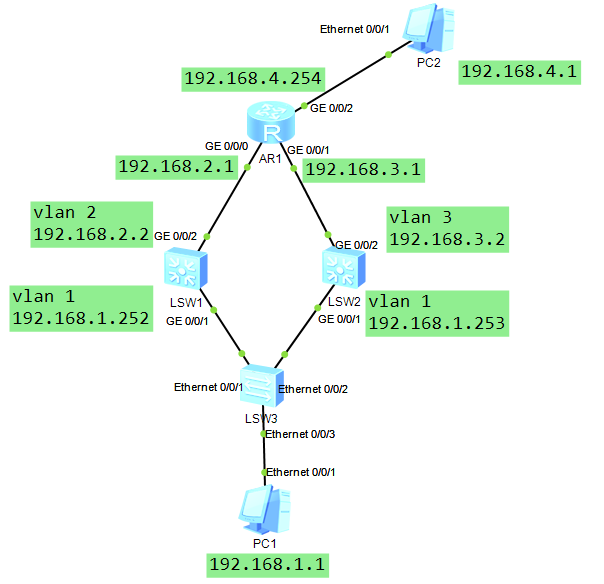 Ethernet 0/0/1
PC2
192.168.4.254
192.168.4.1
GE 0/0/2
R
GE 0/0/0
GE 0/0/1
AR1
192.168.2.1
192.168.3.1
vlan 2
192.168.2.2
GE 0/0/2
vlan 3
192.168.3.2
GE 0/0/2
LSW1
LSW2
vlan 1
192.168.1.252
GE 0/0/1
vlan 1
192.168.1.253
GE 0/0/1
Ethernet 0/0/1
Ethernet 0/0/2
LSW3
Ethernet 0/0/3
Ethernet 0/0/1
PC1
192.168.1.1